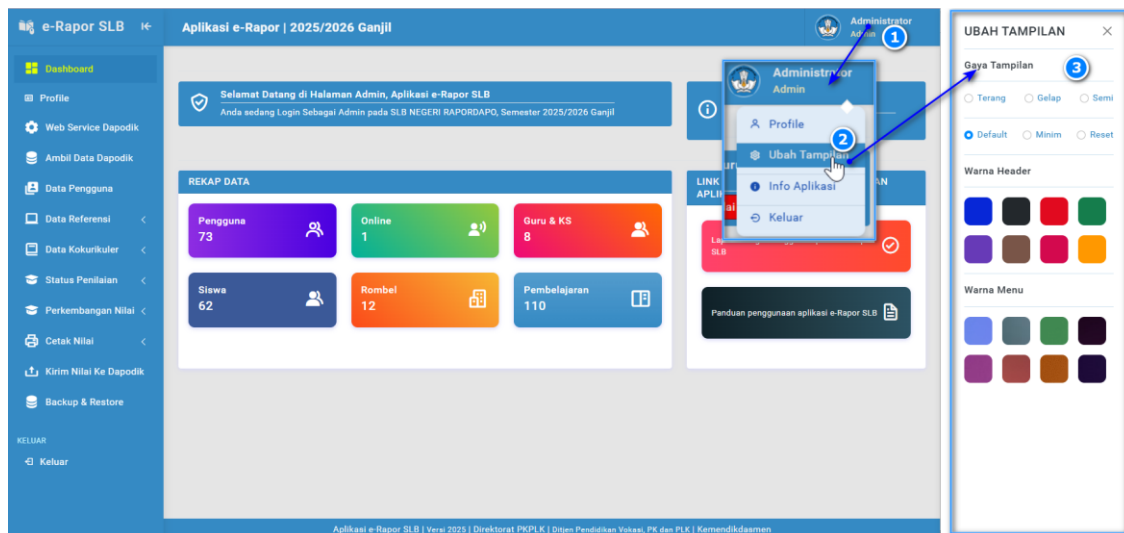 e-Rapor SLB
Aplikasi e-Rapor | 2025/2026 Ganjil
Administrator
Admin
1
Dashboard
Profile
Web Service Dapodik
Ambil Data Dapodik
Data Pengguna
Data Referensi
Data Kokurikuler
Status Penilaian
Perkembangan Nilai
Cetak Nilai
Kirim Nilai Ke Dapodik
Backup & Restore
KELUAR
Keluar
Selamat Datang di Halaman Admin, Aplikasi e-Rapor SLB
Anda sedang Login Sebagai Admin pada SLB NEGERI RAPORDAPO, Semester 2025/2026 Ganjil
REKAP DATA
Pengguna
73
Online
1
Guru & KS
8
Siswa
62
Rombel
12
Pembelajaran
110
LINK
SLB
Panduan penggunaan aplikasi e-Rapor SLB
Administrator
Admin
Profile
2
Ubah Tampilan
Info Aplikasi
Keluar
UBAH TAMPILAN
Gaya Tampilan
3
Terang Gelap Semi
Default Minim Reset
Warna Header
Warna Menu
Aplikasi e-Rapor SLB | Versi 2025 | Direktorat PKPLK | Ditjen Pendidikan Vokasi, PK dan PLK | Kemendikdasmen